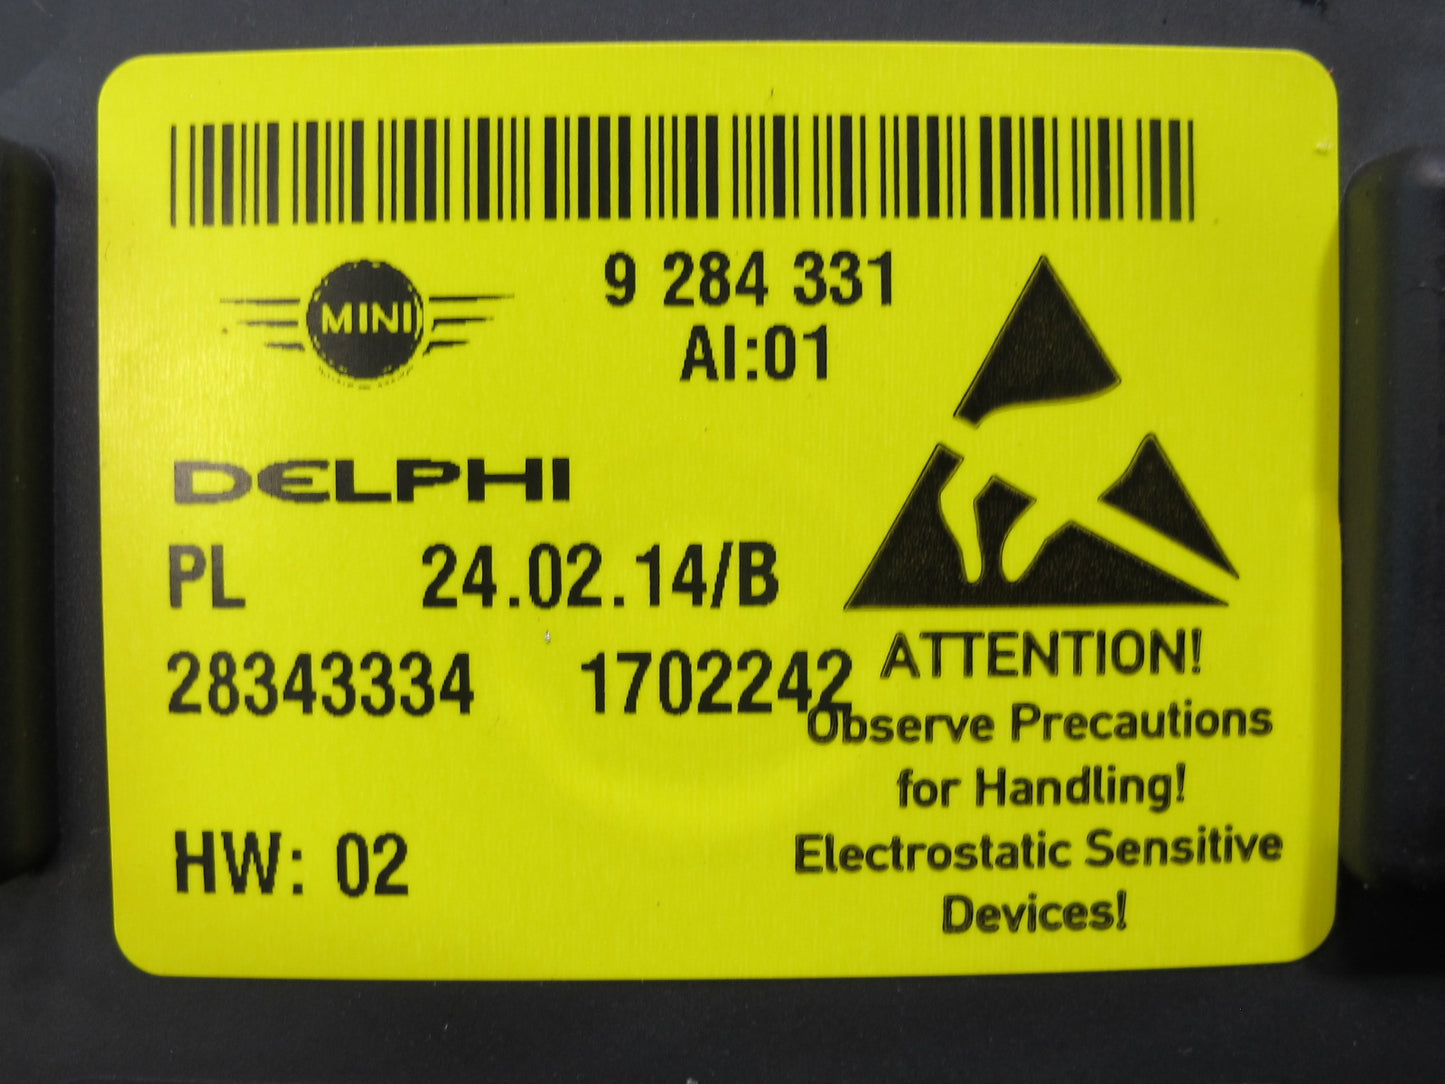 9 284 331
AI:01
MINI
DELPHI
PL 24.02.14/B
28343334 1702242
HW: 02
ATTENTION!
Observe Precautions
for Handling!
Electrostatic Sensitive
Devices!